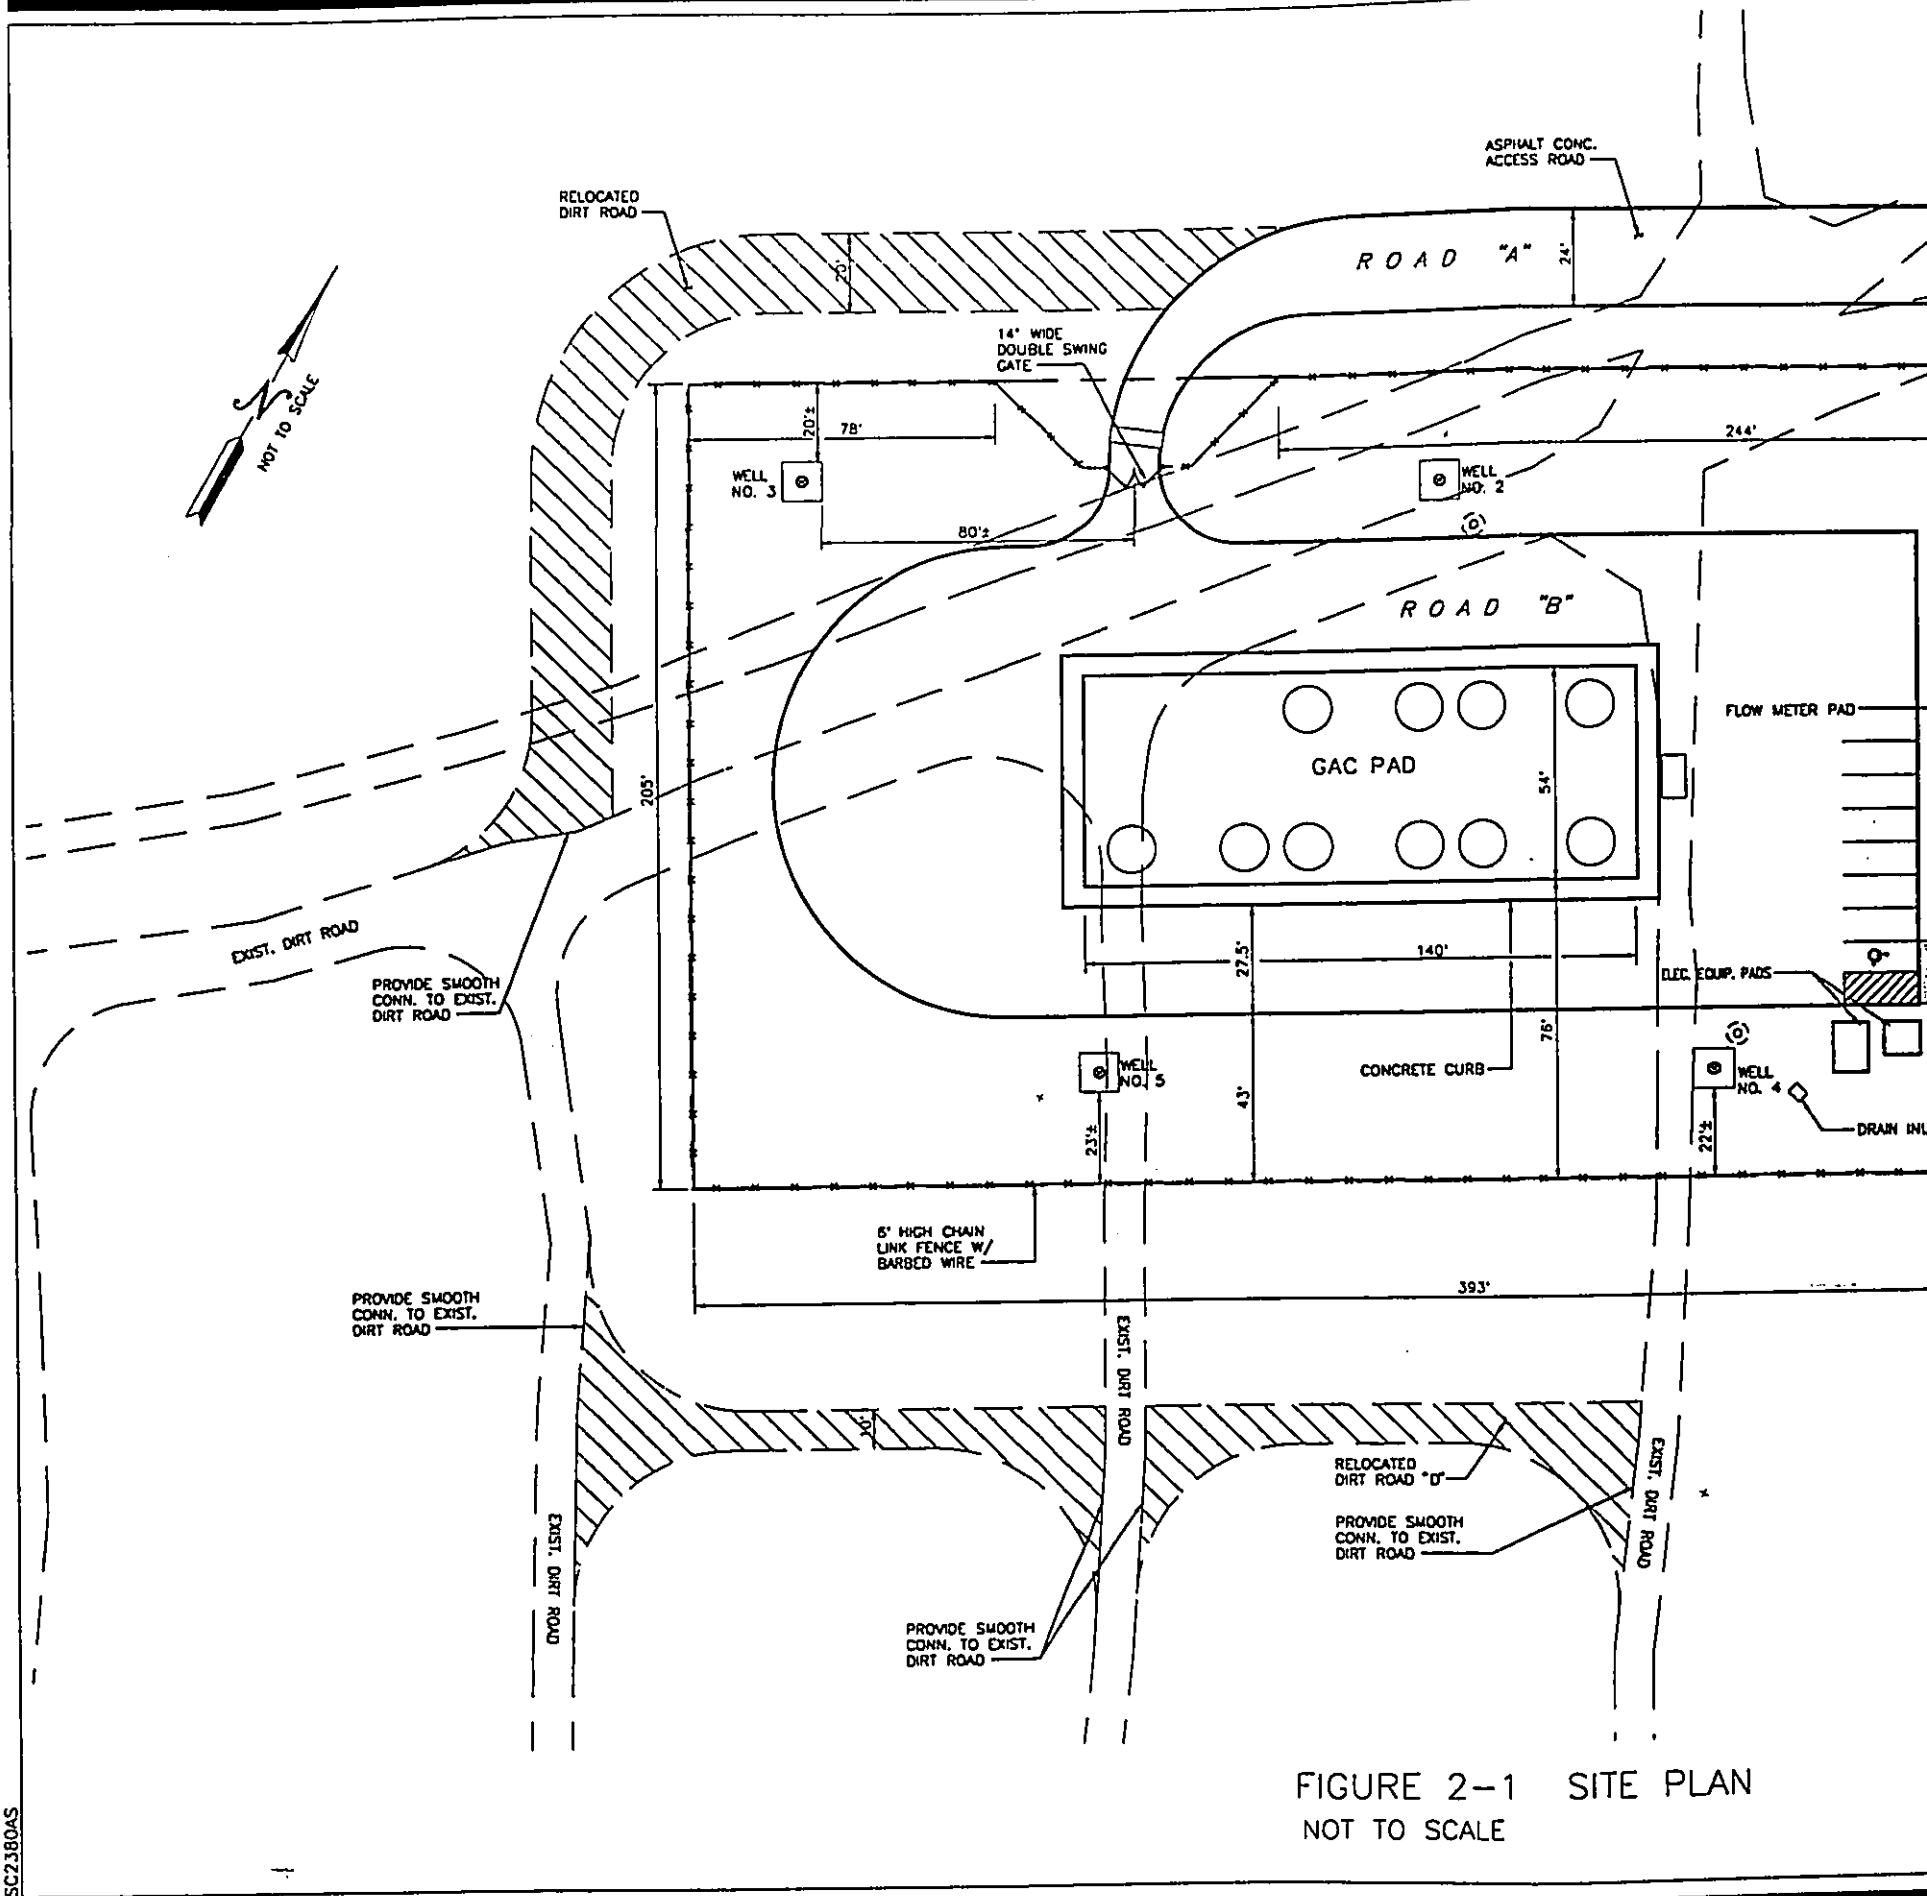 ASPHALT CONC.
ACCESS ROAD
RELOCATED
DIRT ROAD
ROAD "A"
24'
20'
14' WIDE
DOUBLE SWING
GATE
N
NOT TO SCALE
20'±
78'
244'
WELL
NO. 3
WELL
NO. 2
80'±
ROAD "B"
FLOW METER PAD
GAC PAD
54'
205'
EXIST. DIRT ROAD
27.5'
140'
PROVIDE SMOOTH
CONN. TO EXIST.
DIRT ROAD
ELEC. EQUIP. PADS
76'
CONCRETE CURB
WELL
NO. 5
WELL
NO. 4
43'
23'±
22'±
DRAIN INL
6' HIGH CHAIN
LINK FENCE W/
BARBED WIRE
393'
PROVIDE SMOOTH
CONN. TO EXIST.
DIRT ROAD
EXIST. DIRT ROAD
10'
RELOCATED
DIRT ROAD "D"
EXIST. DIRT ROAD
PROVIDE SMOOTH
CONN. TO EXIST.
DIRT ROAD
EXIST. DIRT ROAD
PROVIDE SMOOTH
CONN. TO EXIST.
DIRT ROAD
FIGURE 2-1 SITE PLAN
NOT TO SCALE
SC2380AS